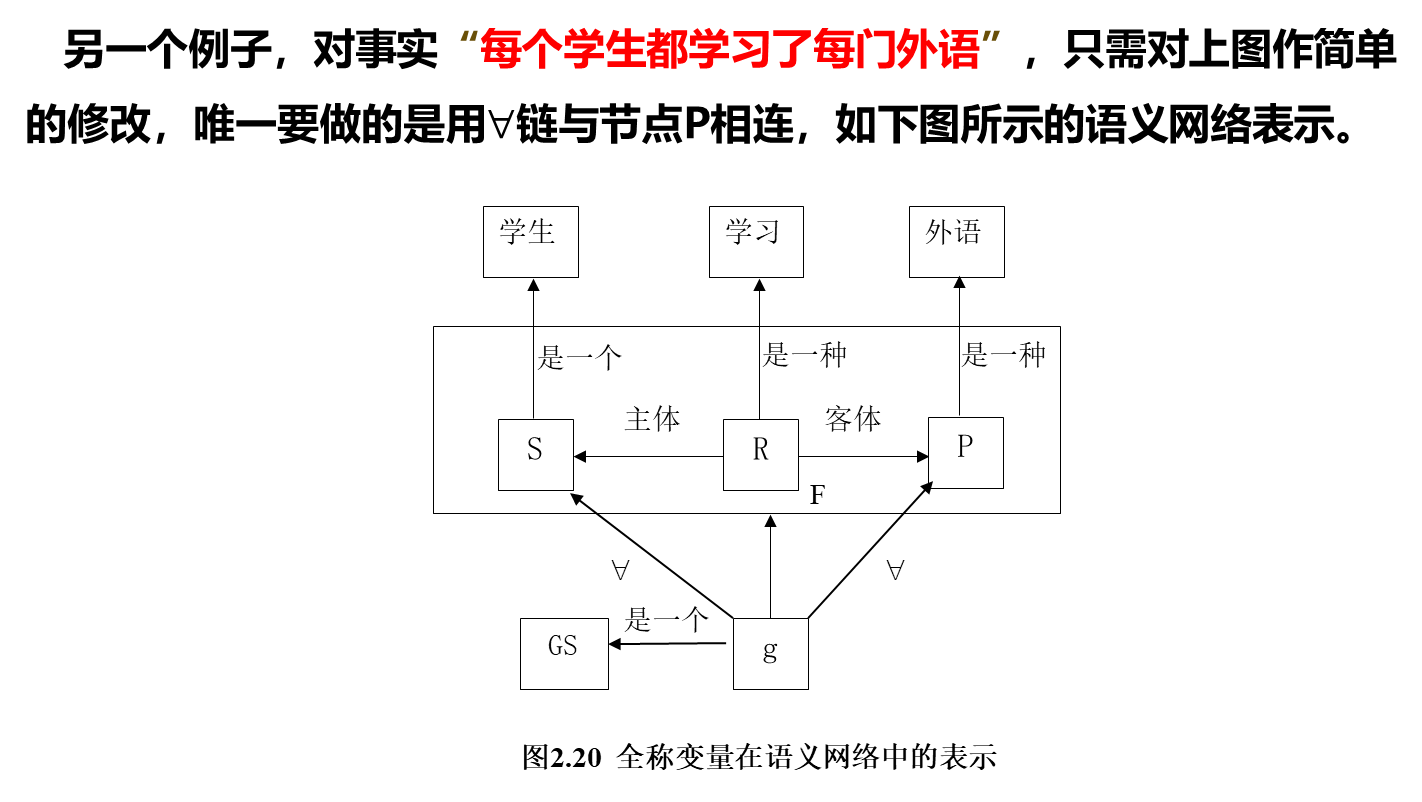 另一个例子，对事实“每个学生都学习了每门外语”，只需对上图作简单
的修改，唯一要做的是用∀链与节点P相连，如下图所示的语义网络表示。
学生
学习
外语
是一个
是一种
是一种
主体
客体
S
R
P
F
∀
∀
是一个
GS
g
图2.20 全称变量在语义网络中的表示